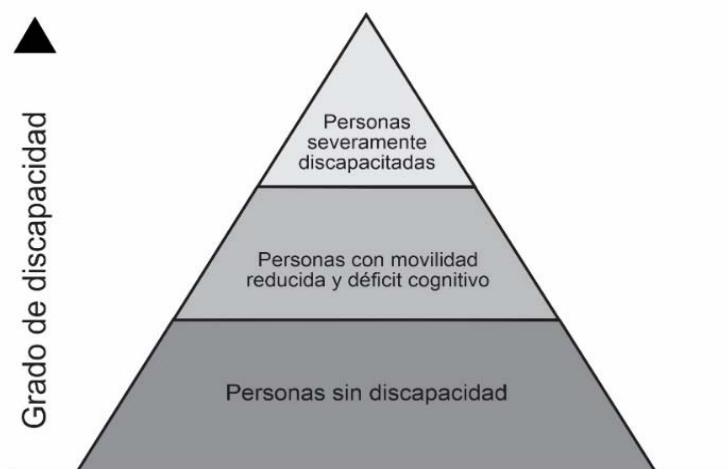 Grado de discapacidad
Personas
severamente
discapacitadas
Personas con movilidad
reducida y déficit cognitivo
Personas sin discapacidad